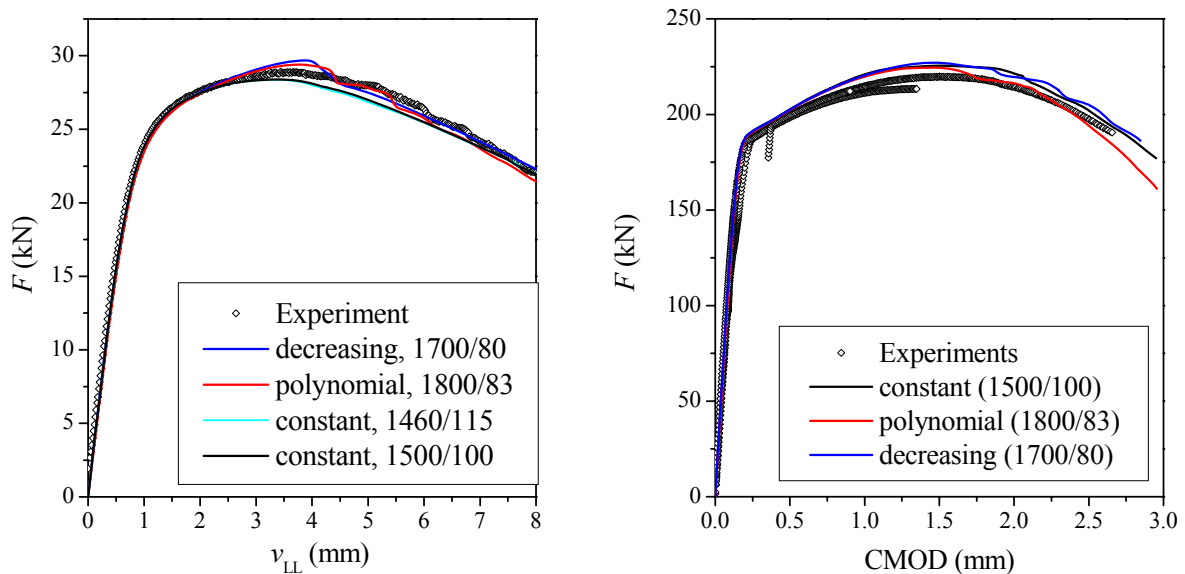 30
25
20
15
10
5
0
F (kN)
Experiment
decreasing, 1700/80
polynomial, 1800/83
constant, 1460/115
constant, 1500/100
0 1 2 3 4 5 6 7 8
vLL (mm)
250
200
150
100
50
0
F (kN)
Experiments
constant (1500/100)
polynomial (1800/83)
decreasing (1700/80)
0.0 0.5 1.0 1.5 2.0 2.5 3.0
CMOD (mm)